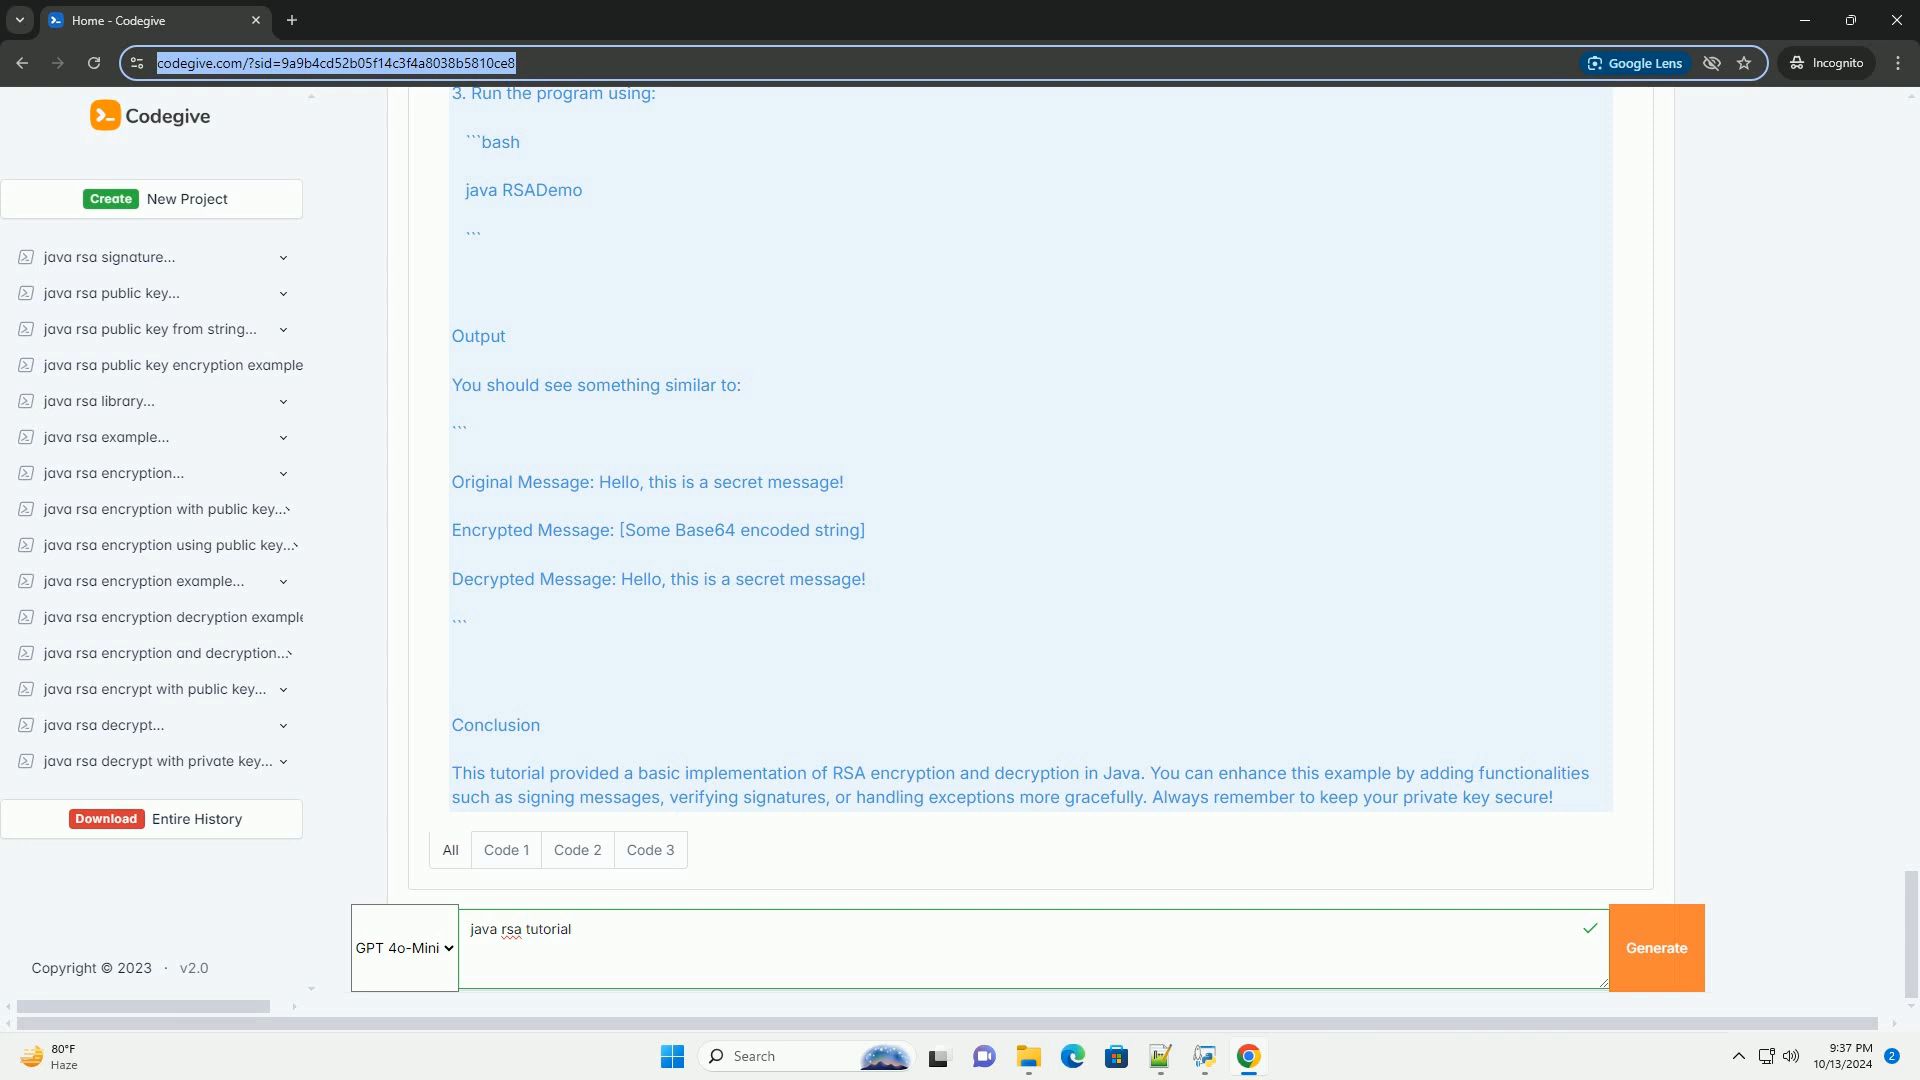 Home - Codegive
codegive.com/?sid=9a9b4cd52b05f14c3f4a8038b5810ce8
Google Lens
Incognito
Codegive
Create New Project
java rsa signature...
java rsa public key...
java rsa public key from string...
java rsa public key encryption example
java rsa library...
java rsa example...
java rsa encryption...
java rsa encryption with public key...
java rsa encryption using public key...
java rsa encryption example...
java rsa encryption decryption example
java rsa encryption and decryption...
java rsa encrypt with public key...
java rsa decrypt...
java rsa decrypt with private key...
Download Entire History
Copyright © 2023 · v2.0
3. Run the program using:
```bash
java RSADemo
```
Output
You should see something similar to:
```
Original Message: Hello, this is a secret message!
Encrypted Message: [Some Base64 encoded string]
Decrypted Message: Hello, this is a secret message!
```
Conclusion
This tutorial provided a basic implementation of RSA encryption and decryption in Java. You can enhance this example by adding functionalities
such as signing messages, verifying signatures, or handling exceptions more gracefully. Always remember to keep your private key secure!
All Code 1 Code 2 Code 3
GPT 4o-Mini
java rsa tutorial
Generate
80°F
Haze
Search
9:37 PM
10/13/2024
2